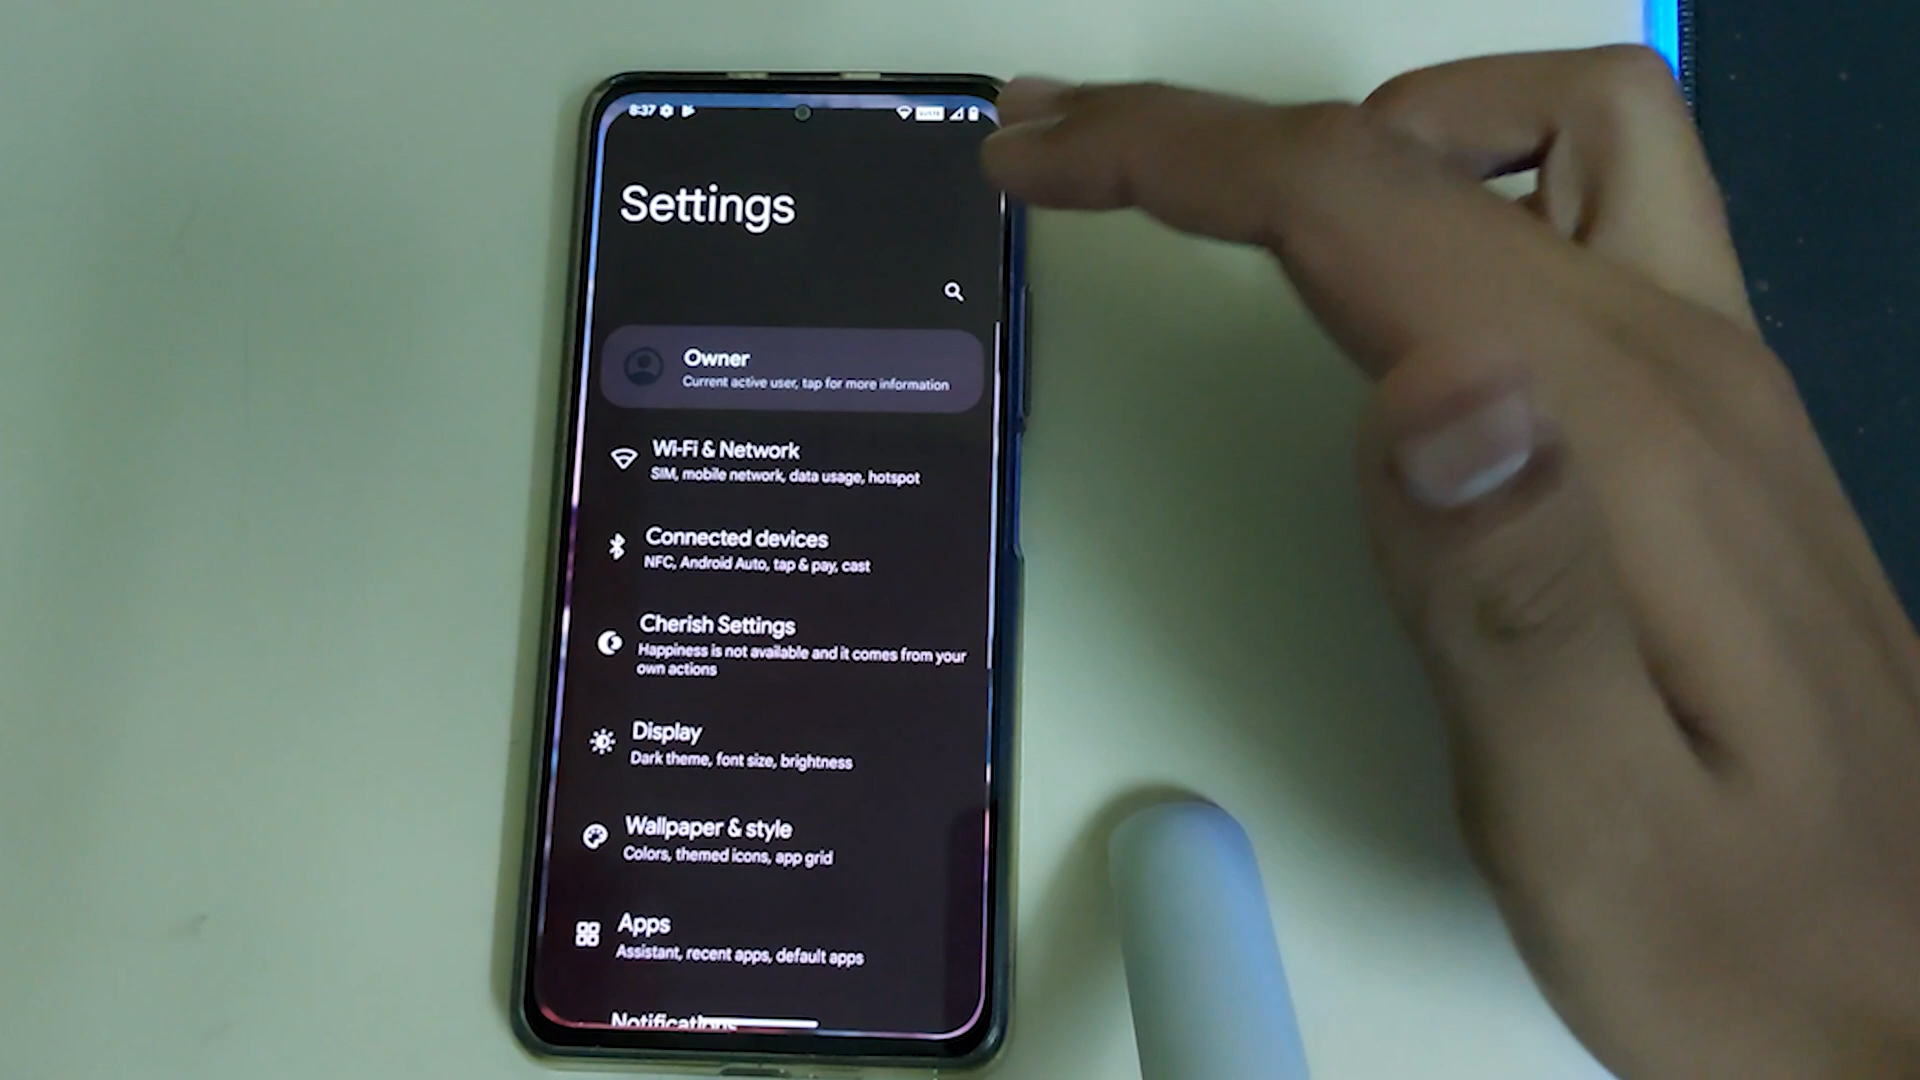 8:37
Settings
Owner
Current active user, tap for more information
Wi-Fi & Network
SIM, mobile network, data usage, hotspot
Connected devices
NFC, Android Auto, tap & pay, cast
Cherish Settings
Happiness is not available and it comes from your
own actions
Display
Dark theme, font size, brightness
Wallpaper & style
Colors, themed icons, app grid
Apps
Assistant, recent apps, default apps
Notifications